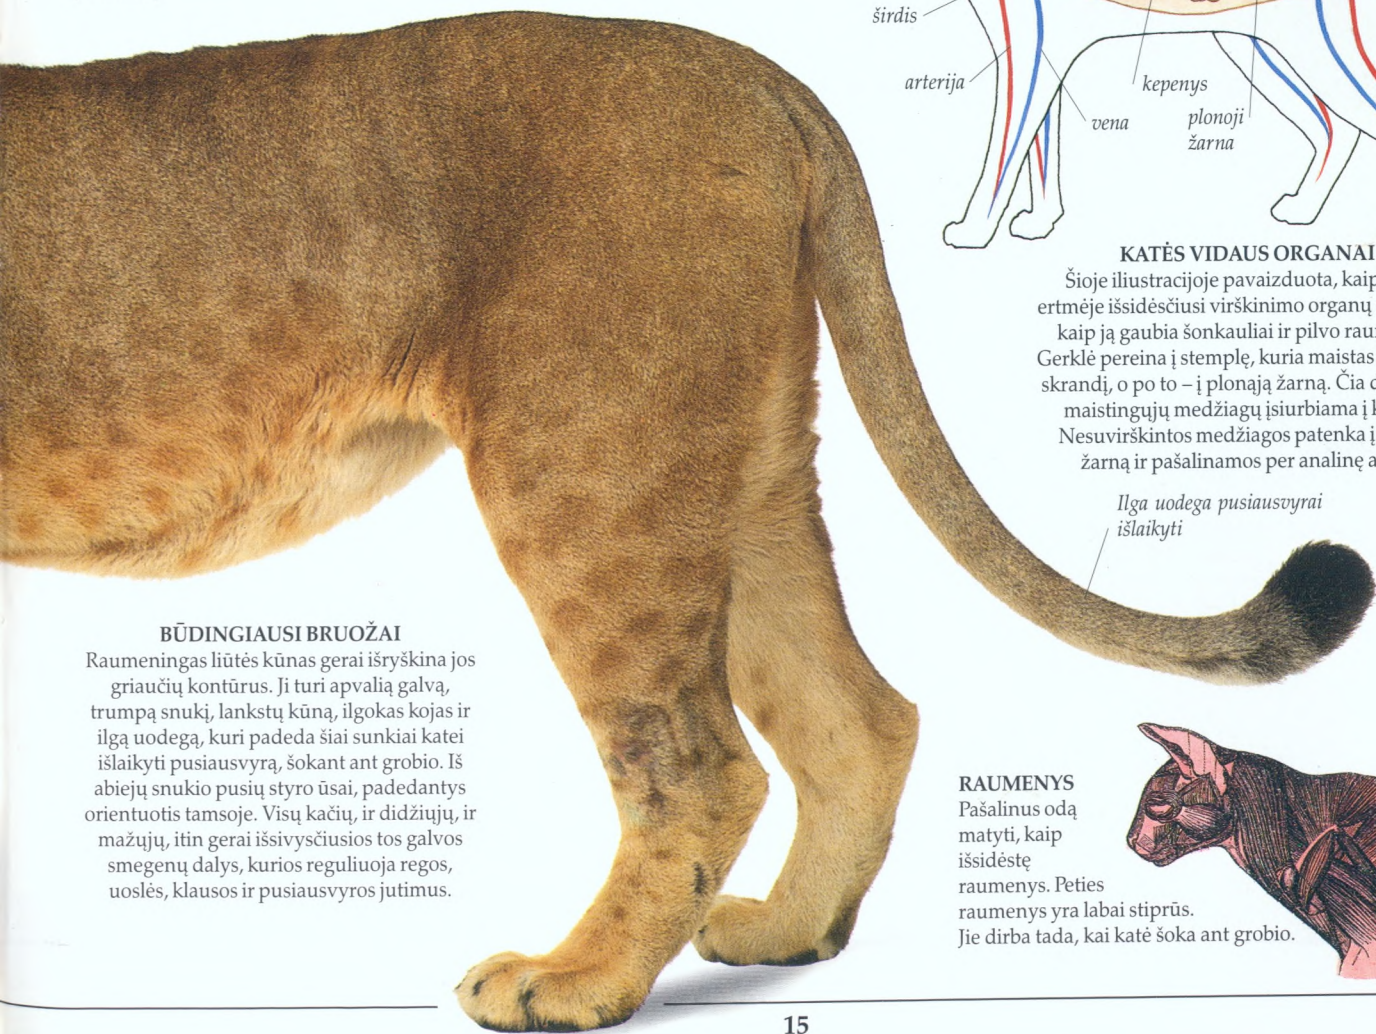 širdis
arterija
kepenys
vena
plonoji
žarna
KATĖS VIDAUS ORGANAI
Šioje iliustracijoje pavaizduota, kaip
ertmėje išsidėsčiusi virškinimo organų
kaip ją gaubia šonkauliai ir pilvo
Gerklė pereina į stemplę, kuria maistas
skrandį, o po to – į plonąją žarną. Čia
maistingųjų medžiagų įsiurbiama į
Nesuvirškintos medžiagos patenka į
žarną ir pašalinamos per analinę
Ilga uodega pusiausvyrai
išlaikyti
BŪDINGIAUSI BRUOŽAI
Raumeningas liūtės kūnas gerai išryškina jos
griaučių kontūrus. Ji turi apvalią galvą,
trumpą snukį, lankstų kūną, ilgokas kojas ir
ilgą uodegą, kuri padeda šiai sunkiai katei
išlaikyti pusiausvyrą, šokant ant grobio. Iš
abiejų snukio pusių styro ūsai, padedantys
orientuotis tamsoje. Visų kačių, ir didžiųjų, ir
mažųjų, itin gerai išsivysčiusios tos galvos
smegenų dalys, kurios reguliuoja regos,
uoslės, klausos ir pusiausvyros jutimus.
RAUMENYS
Pašalinus odą
matyti, kaip
išsidėstę
raumenys. Peties
raumenys yra labai stiprūs.
Jie dirba tada, kai katė šoka ant grobio.
15